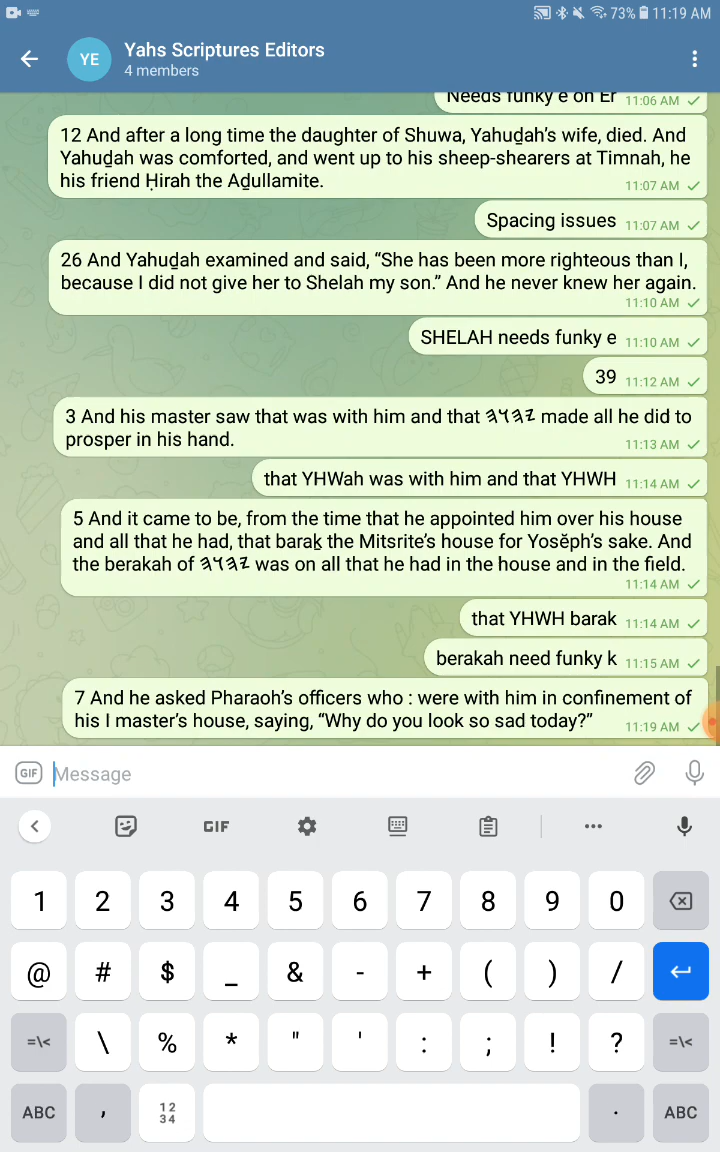 73% 11:19 AM
YE
Yahs Scriptures Editors
4 members
Needs funky e on Er 11:06 AM
12 And after a long time the daughter of Shuwa, Yahuḏah’s wife, died. And
Yahuḏah was comforted, and went up to his sheep-shearers at Timnah, he
his friend Ḥirah the Aḏullamite.
11:07 AM
Spacing issues 11:07 AM
26 And Yahuḏah examined and said, “She has been more righteous than I,
because I did not give her to Shelah my son.” And he never knew her again.
11:10 AM
SHELAH needs funky e 11:10 AM
39 11:12 AM
3 And his master saw that was with him and that 𐤉𐤄𐤅𐤄 made all he did to
prosper in his hand.
11:13 AM
that YHWah was with him and that YHWH 11:14 AM
5 And it came to be, from the time that he appointed him over his house
and all that he had, that baraḵ the Mitsrite’s house for Yosĕph’s sake. And
the berakah of 𐤉𐤄𐤅𐤄 was on all that he had in the house and in the field.
11:14 AM
that YHWH barak 11:14 AM
berakah need funky k 11:15 AM
7 And he asked Pharaoh’s officers who : were with him in confinement of
his I master’s house, saying, “Why do you look so sad today?”
11:19 AM
GIF Message
GIF
1 2 3 4 5 6 7 8 9 0
@ # $ _ & - + ( ) /
=\< \ % * " ' : ; ! ? =\<
ABC , 12 34 . ABC